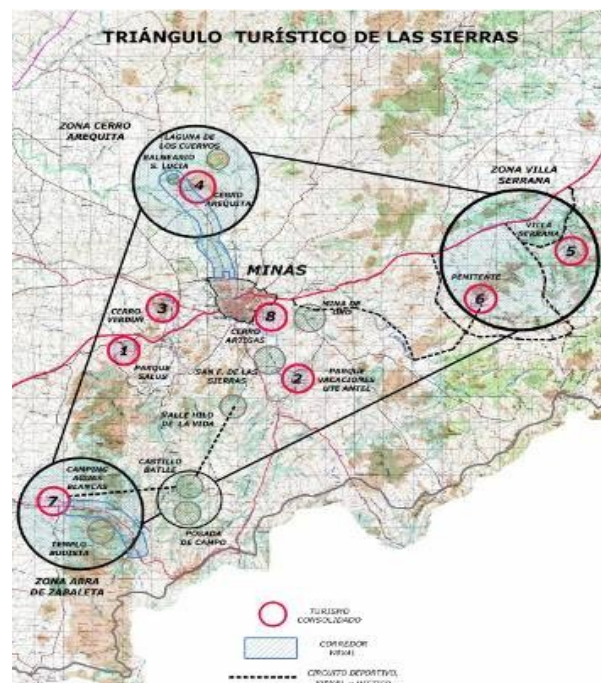 TRIÁNGULO TURÍSTICO DE LAS SIERRAS
ZONA CERRO
AREQUITA
LAGUNA DE
LOS CUERVOS
BALNEARIO
S. LUCIA
4
CERRO
AREQUITA
ZONA VILLA
SERRANA
VILLA
SERRANA
5
PENITENTE
6
MINAS
MINA DE
ORO
3
CERRO
VERDUN
8
CERRO
ARTIGAS
1
PARQUE
SALUS
SAN F. DE LAS
SIERRAS
2
PARQUE
VACACIONES
UTE ANTEL
VALLE HILO
DE LA VIDA
CAMPING
AGUAS
BLANCAS
CASTILLO
BATLLE
7
TEMPLO
BUDISTA
POSADA
DE CAMPO
ZONA ABRA
DE ZABALETA
TURISMO
CONSOLIDADO
CORREDOR
CIRCUITO DEPORTIVO,